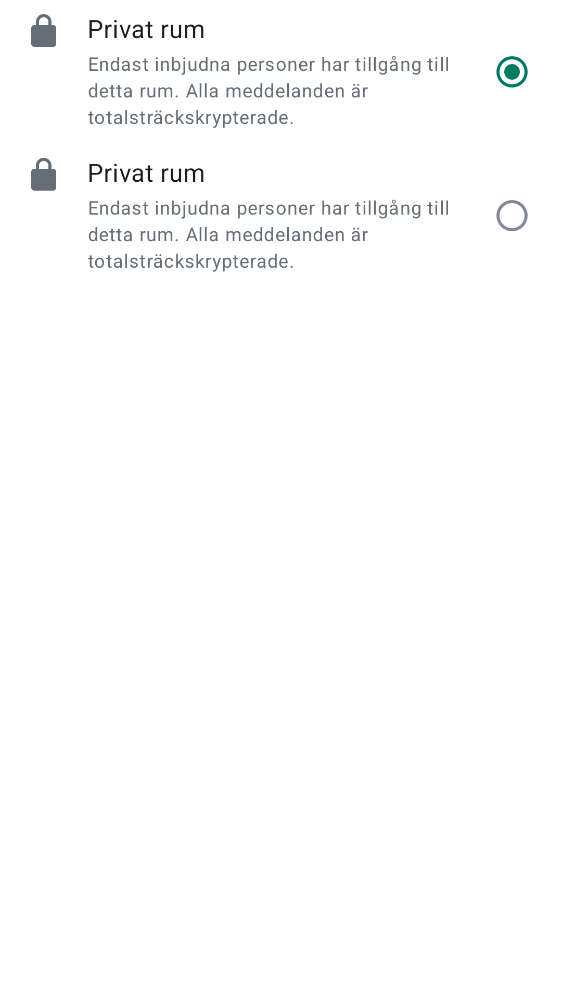 Privat rum
Endast inbjudna personer har tillgång till
detta rum. Alla meddelanden är
totalsträckskrypterade.
Privat rum
Endast inbjudna personer har tillgång till
detta rum. Alla meddelanden är
totalsträckskrypterade.